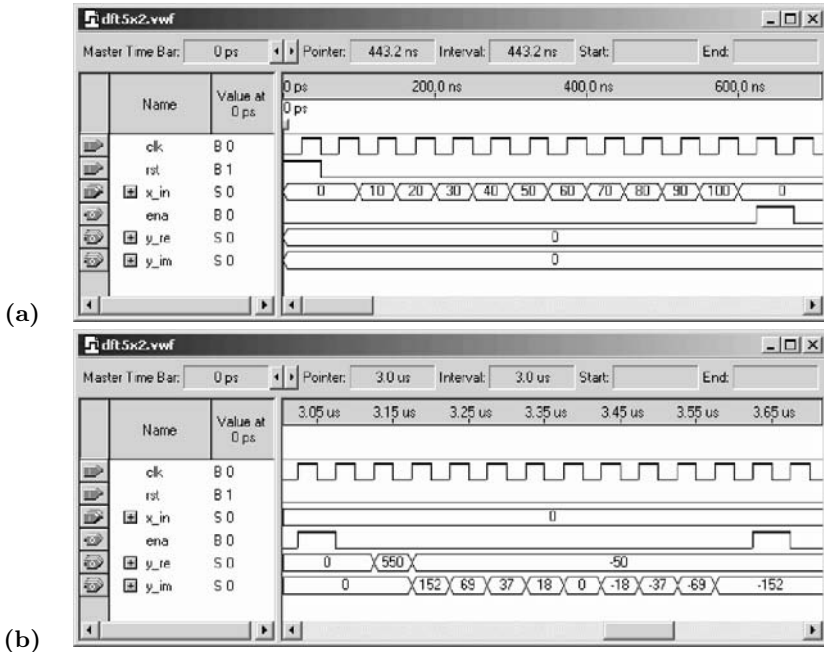 (a)
dft5x2.vwf
Master Time Bar: 0 ps Pointer: 443.2 ns Interval: 443.2 ns Start: End:
Name Value at 0 ps
0 ps 200.0 ns 400.0 ns 600.0 ns
0 ps
clk B 0
rst B 1
x_in S 0 0 10 20 30 40 50 60 70 80 90 100 0
ena B 0
y_re S 0 0
y_im S 0 0
(b)
dft5x2.vwf
Master Time Bar: 0 ps Pointer: 3.0 us Interval: 3.0 us Start: End:
Name Value at 0 ps
3.05 us 3.15 us 3.25 us 3.35 us 3.45 us 3.55 us 3.65 us
clk B 0
rst B 1
x_in S 0 0
ena B 0
y_re S 0 0 550 -50
y_im S 0 0 152 69 37 18 0 -18 -37 -69 -152